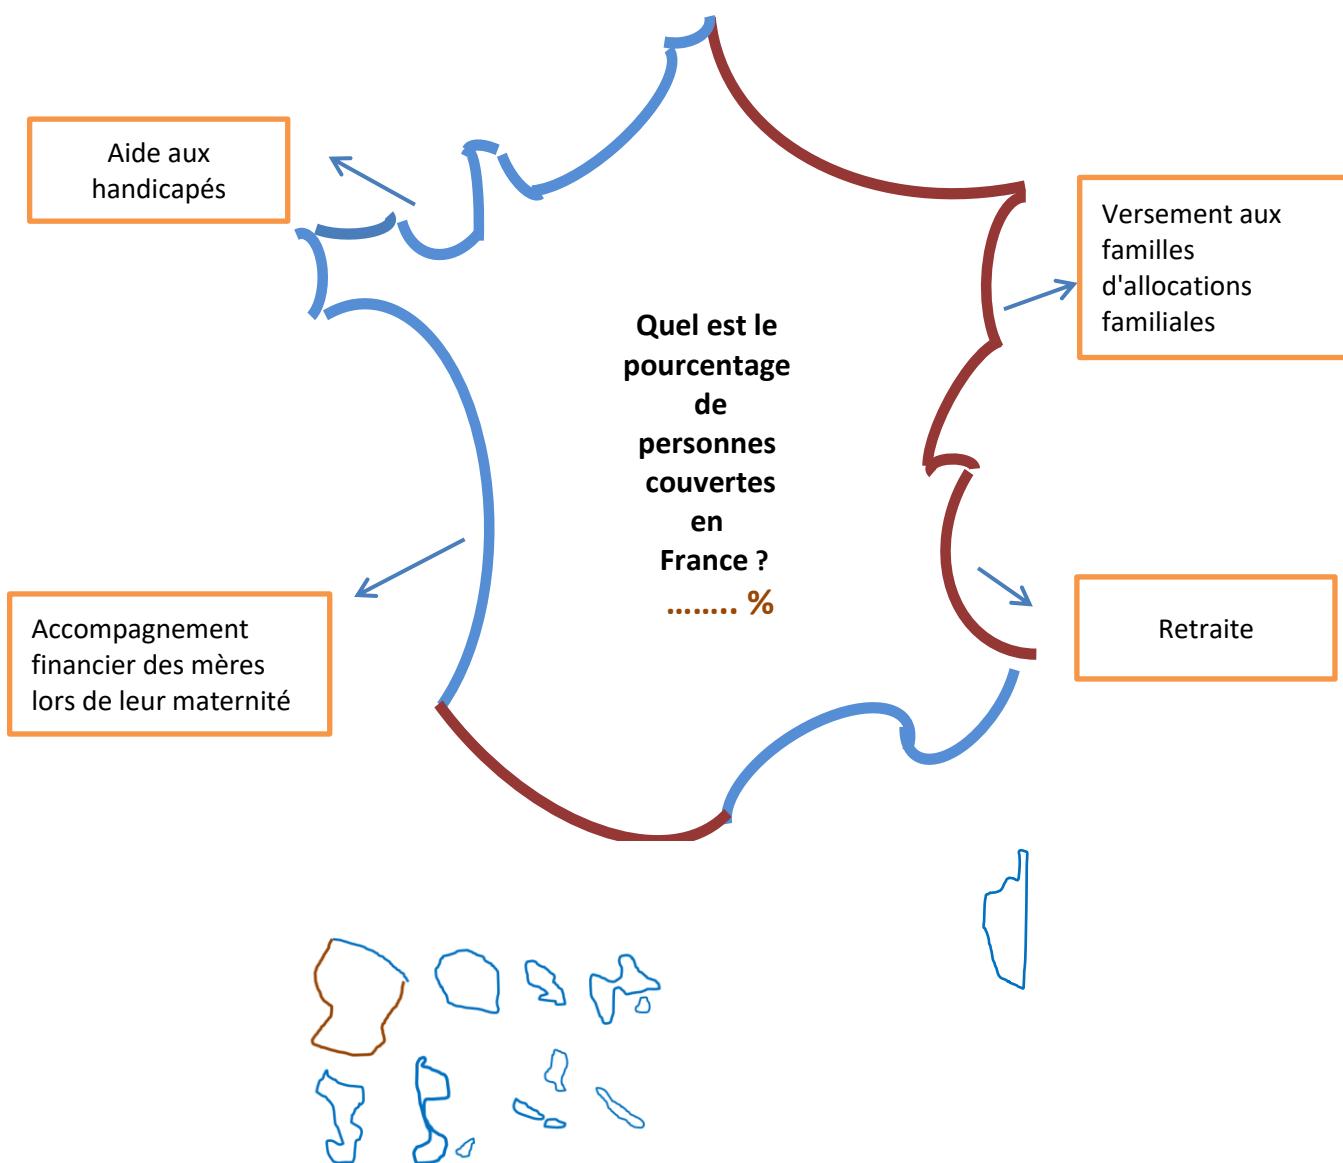 Aide aux
handicapés
Versement aux
familles
d'allocations
familiales
Quel est le
pourcentage
de
personnes
couvertes
en
France ?
........ %
Accompagnement
financier des mères
lors de leur maternité
Retraite